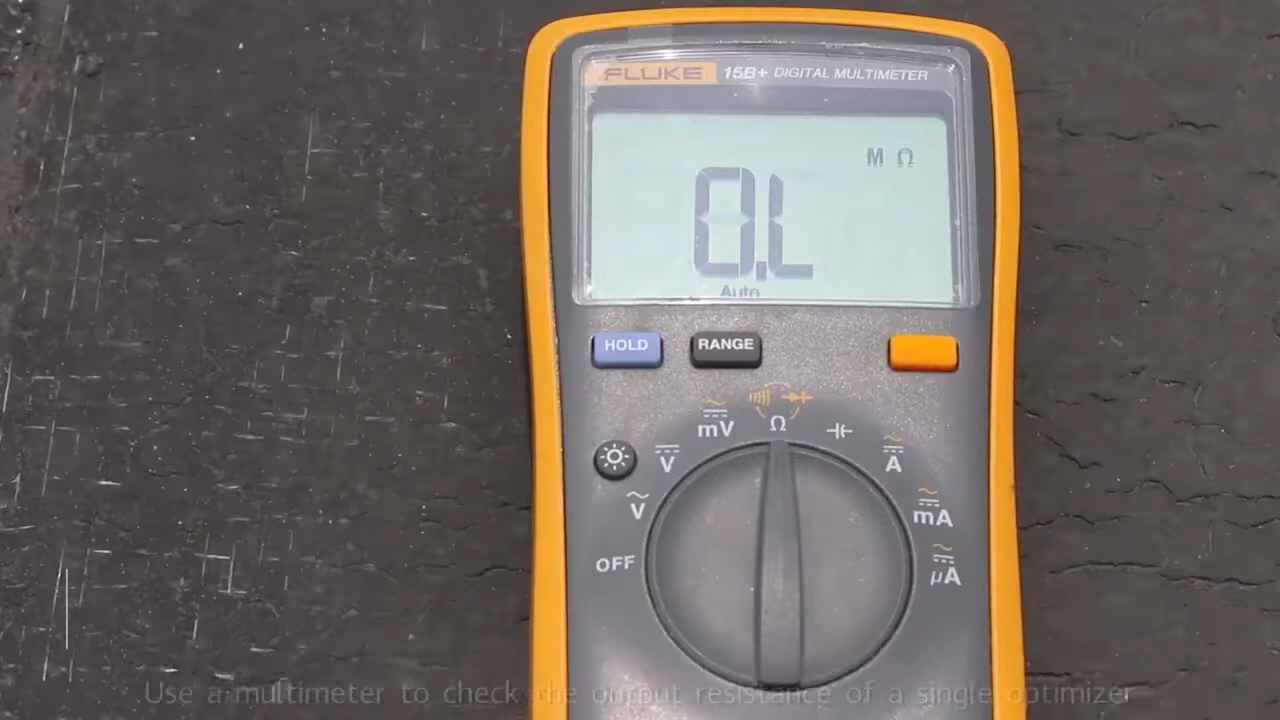 FLUKE 15B+ DIGITAL MULTIMETER
M Ω
0.L
Auto
HOLD RANGE
mV Ω
V A
V mA
OFF µA
Use a multimeter to check the output resistance of a single optimizer